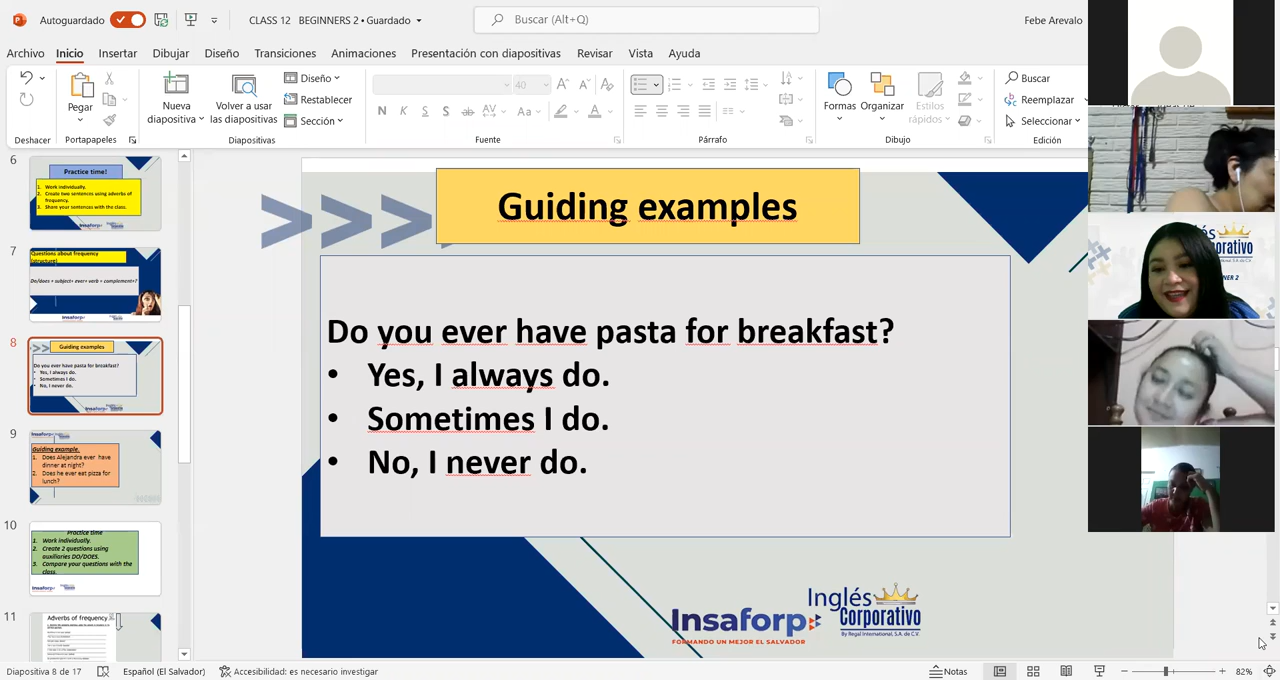 Autoguardado
CLASS 12 BEGINNERS 2 • Guardado
Buscar (Alt+Q)
Febe Arevalo
Archivo Inicio Insertar Dibujar Diseño Transiciones Animaciones Presentación con diapositivas Revisar Vista Ayuda
Pegar
Nueva diapositiva
Volver a usar las diapositivas
Diseño
Restablecer
Sección
40
N K S S ab AV Aa A
Formas
Organizar
Estilos rápidos
Buscar
Reemplazar
Seleccionar
Deshacer Portapapeles Diapositivas Fuente Párrafo Dibujo Edición
6
Practice time!
1. Work individually.
2. Create two sentences using adverbs of frequency.
3. Share your sentences with the class.
7
Questions about frequency (structure)
Do/does + subject+ ever+ verb + complement+?
8
Guiding examples
Do you ever have pasta for breakfast?
• Yes, I always do.
• Sometimes I do.
• No, I never do.
9
Insaforp
Guiding example.
1. Does Alejandra ever have dinner at night?
2. Does he ever eat pizza for lunch?
10
Practice time
1. Work individually.
2. Create 2 questions using auxiliaries DO/DOES.
3. Compare your questions with the class.
Insaforp
11
Adverbs of frequency
Guiding examples
Do you ever have pasta for breakfast?
• Yes, I always do.
• Sometimes I do.
• No, I never do.
Insaforp
FORMANDO UN MEJOR EL SALVADOR
Inglés
Corporativo
By Regal International, S.A. de C.V.
Diapositiva 8 de 17
Español (El Salvador)
Accesibilidad: es necesario investigar
Notas
82%